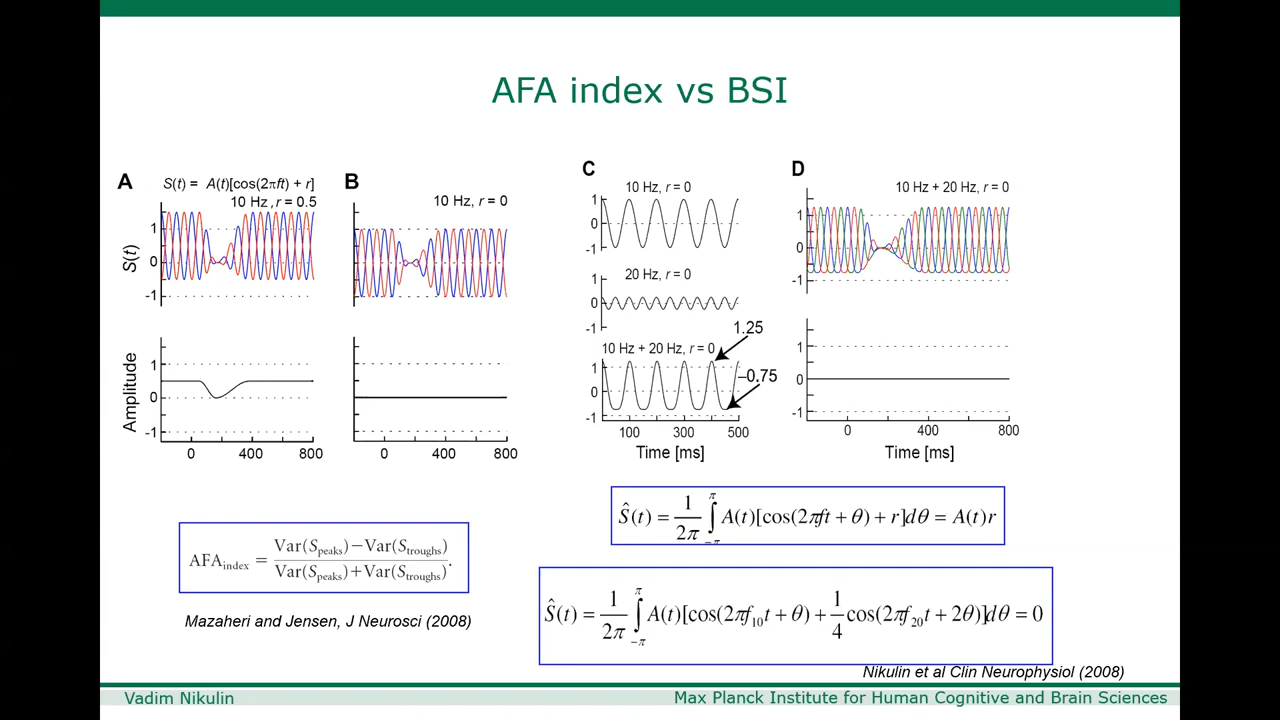 AFA index vs BSI
A
S(t) = A(t)[cos(2πft) + r]
10 Hz, r = 0.5
S(t)
1
0
-1
Amplitude
1
0
-1
0 400 800
B
10 Hz, r = 0
0 400 800
C
10 Hz, r = 0
1
0
-1
20 Hz, r = 0
1
0
-1
10 Hz + 20 Hz, r = 0
1.25
–0.75
1
0
-1
100 300 500
Time [ms]
D
10 Hz + 20 Hz, r = 0
1
0
-1
1
0
-1
0 400 800
Time [ms]
AFA_index = Var(S_peaks)−Var(S_troughs) / Var(S_peaks)+Var(S_troughs).
Mazaheri and Jensen, J Neurosci (2008)
Ŝ(t) = 1/2π ∫_{−π}^{π} A(t)[cos(2πft + θ) + r]dθ = A(t)r
Ŝ(t) = 1/2π ∫_{−π}^{π} A(t)[cos(2πf₁₀t + θ) + 1/4 cos(2πf₂₀t + 2θ)]dθ = 0
Nikulin et al Clin Neurophysiol (2008)
Vadim Nikulin
Max Planck Institute for Human Cognitive and Brain Sciences